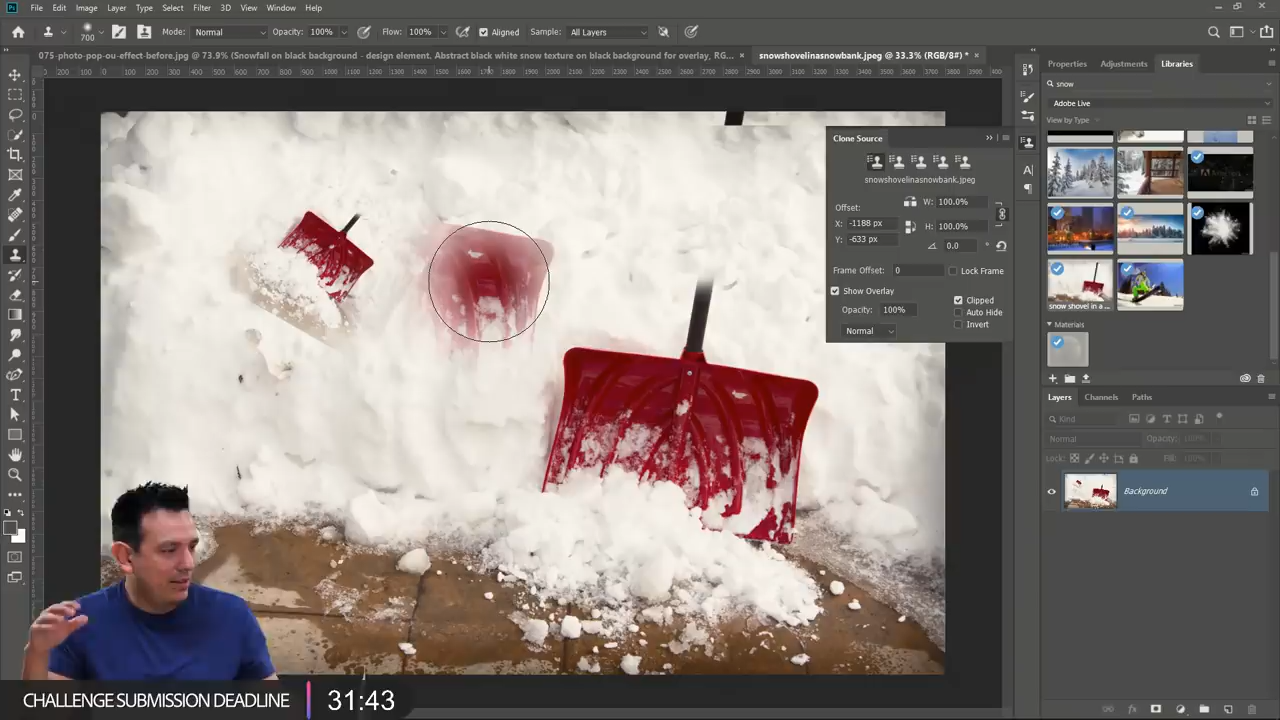 File Edit Image Layer Type Select Filter 3D View Window Help
700 Mode: Normal Opacity: 100% Flow: 100% Aligned Sample: All Layers
075-photo-pop-ou-effect-before.jpg @ 73.9% (Snowfall on black background - design element. Abstract black white snow texture on black background for overlay, RG... × snowshovelinasnowbank.jpeg @ 33.3% (RGB/8#) * ×
Properties Adjustments Libraries
snow
Adobe Live
View by Type
Clone Source
snowshovelinasnowbank.jpeg
Offset: W: 100.0%
X: -1188 px H: 100.0%
Y: -633 px 0.0 °
Frame Offset: 0 Lock Frame
Show Overlay Clipped
Opacity: 100% Auto Hide
Normal Invert
snow shovel in a ...
Materials
Layers Channels Paths
Kind
Normal Opacity: 100%
Lock: Fill: 100%
Background
CHALLENGE SUBMISSION DEADLINE 31:43